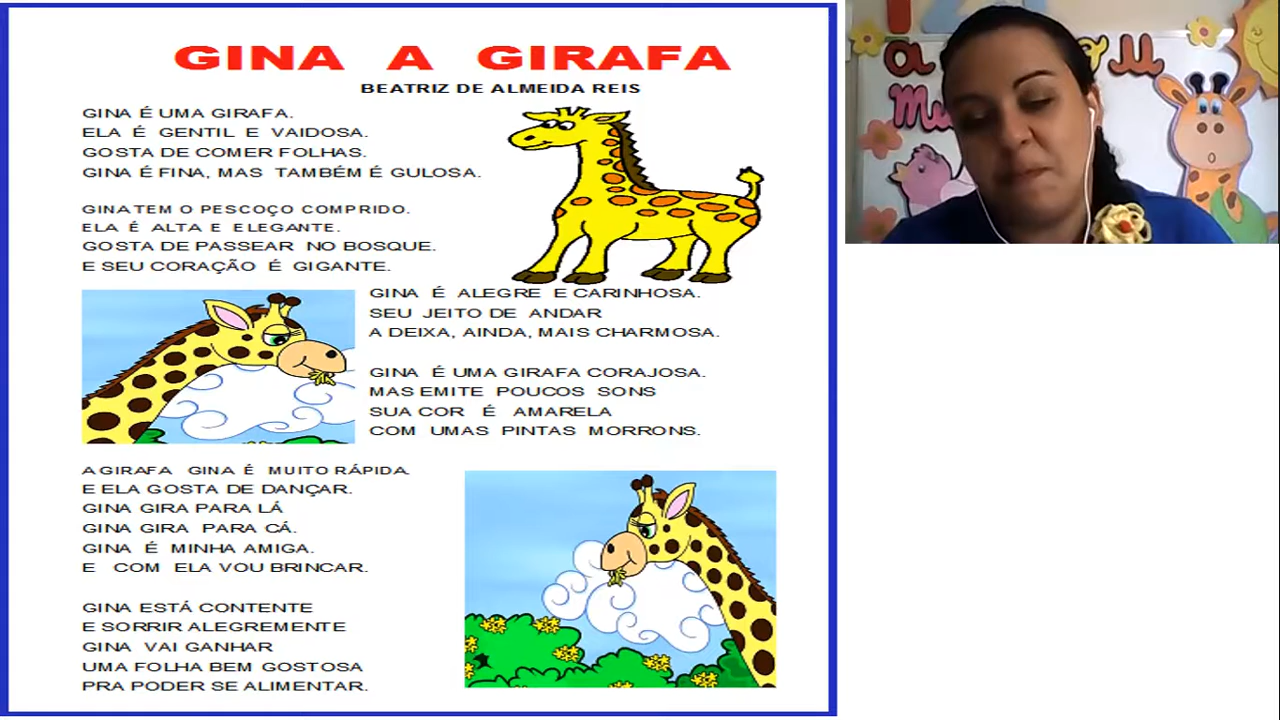 GINA A GIRAFA
BEATRIZ DE ALMEIDA REIS
GINA É UMA GIRAFA.
ELA É GENTIL E VAIDOSA.
GOSTA DE COMER FOLHAS.
GINA É FINA, MAS TAMBÉM É GULOSA.
GINA TEM O PESCOÇO COMPRIDO.
ELA É ALTA E ELEGANTE.
GOSTA DE PASSEAR NO BOSQUE.
E SEU CORAÇÃO É GIGANTE.
GINA É ALEGRE E CARINHOSA.
SEU JEITO DE ANDAR
A DEIXA, AINDA, MAIS CHARMOSA.
GINA É UMA GIRAFA CORAJOSA.
MAS EMITE POUCOS SONS
SUA COR É AMARELA
COM UMAS PINTAS MORRONS.
A GIRAFA GINA É MUITO RÁPIDA.
E ELA GOSTA DE DANÇAR.
GINA GIRA PARA LÁ
GINA GIRA PARA CÁ.
GINA É MINHA AMIGA.
E COM ELA VOU BRINCAR.
GINA ESTÁ CONTENTE
E SORRIR ALEGREMENTE
GINA VAI GANHAR
UMA FOLHA BEM GOSTOSA
PRA PODER SE ALIMENTAR.
a u